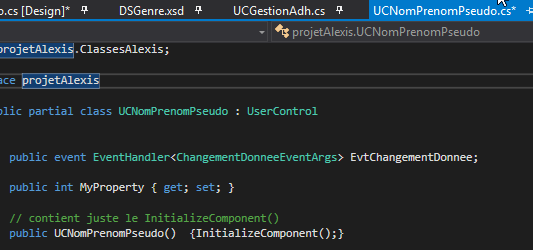 o.cs [Design]* DSGenre.xsd UCGestionAdh.cs UCNomPrenomPseudo.cs*
projetAlexis.UCNomPrenomPseudo
projetAlexis.ClassesAlexis;
ace projetAlexis
blic partial class UCNomPrenomPseudo : UserControl
public event EventHandler<ChangementDonneeEventArgs> EvtChangementDonnee;
public int MyProperty { get; set; }
// contient juste le InitializeComponent()
public UCNomPrenomPseudo() {InitializeComponent();}